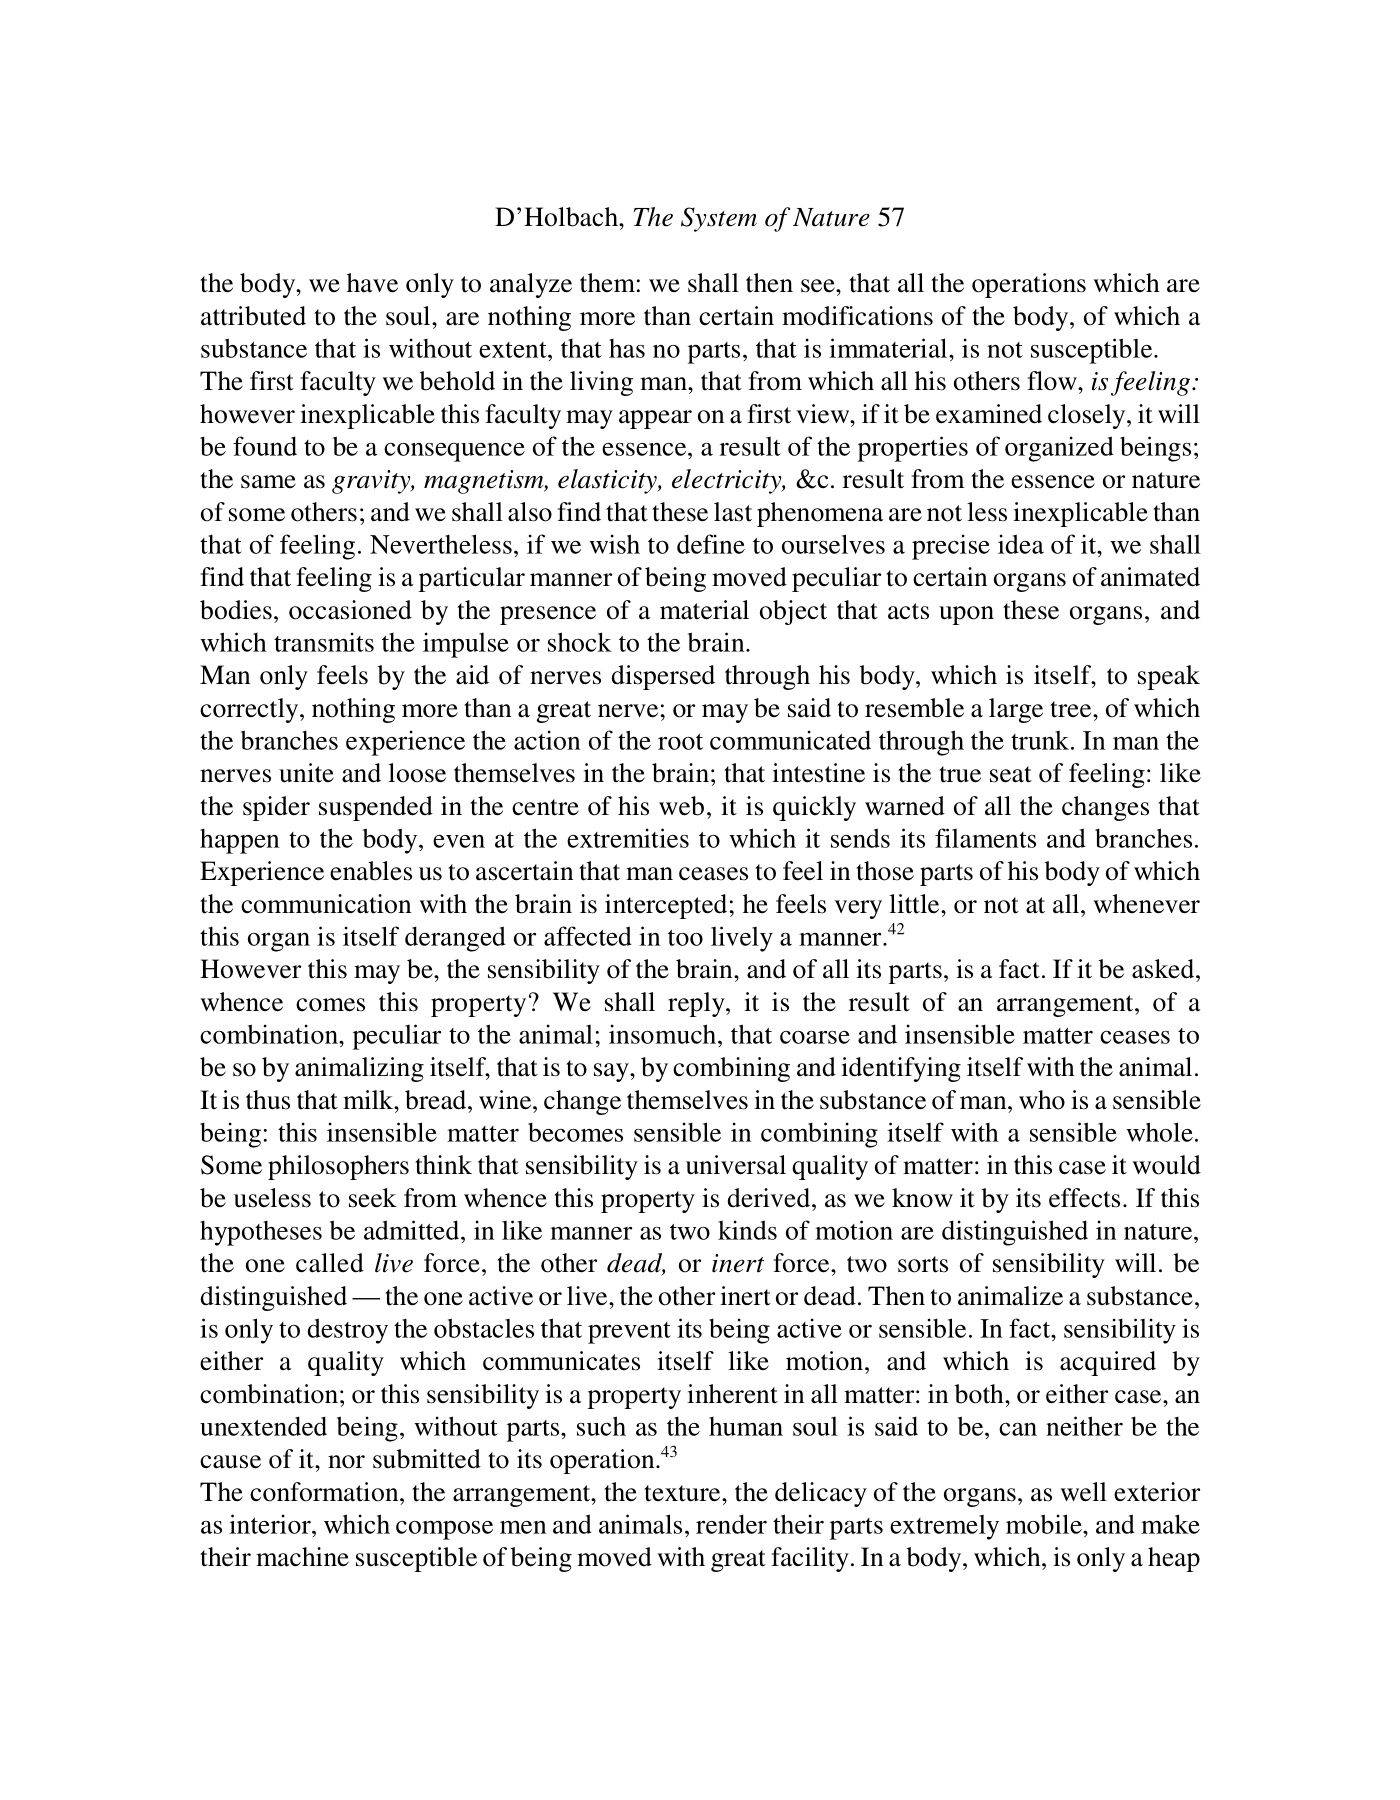 D’Holbach, The System of Nature 57
the body, we have only to analyze them: we shall then see, that all the operations which are
attributed to the soul, are nothing more than certain modifications of the body, of which a
substance that is without extent, that has no parts, that is immaterial, is not susceptible.
The first faculty we behold in the living man, that from which all his others flow, is feeling:
however inexplicable this faculty may appear on a first view, if it be examined closely, it will
be found to be a consequence of the essence, a result of the properties of organized beings;
the same as gravity, magnetism, elasticity, electricity, &c. result from the essence or nature
of some others; and we shall also find that these last phenomena are not less inexplicable than
that of feeling. Nevertheless, if we wish to define to ourselves a precise idea of it, we shall
find that feeling is a particular manner of being moved peculiar to certain organs of animated
bodies, occasioned by the presence of a material object that acts upon these organs, and
which transmits the impulse or shock to the brain.
Man only feels by the aid of nerves dispersed through his body, which is itself, to speak
correctly, nothing more than a great nerve; or may be said to resemble a large tree, of which
the branches experience the action of the root communicated through the trunk. In man the
nerves unite and loose themselves in the brain; that intestine is the true seat of feeling: like
the spider suspended in the centre of his web, it is quickly warned of all the changes that
happen to the body, even at the extremities to which it sends its filaments and branches.
Experience enables us to ascertain that man ceases to feel in those parts of his body of which
the communication with the brain is intercepted; he feels very little, or not at all, whenever
this organ is itself deranged or affected in too lively a manner.42
However this may be, the sensibility of the brain, and of all its parts, is a fact. If it be asked,
whence comes this property? We shall reply, it is the result of an arrangement, of a
combination, peculiar to the animal; insomuch, that coarse and insensible matter ceases to
be so by animalizing itself, that is to say, by combining and identifying itself with the animal.
It is thus that milk, bread, wine, change themselves in the substance of man, who is a sensible
being: this insensible matter becomes sensible in combining itself with a sensible whole.
Some philosophers think that sensibility is a universal quality of matter: in this case it would
be useless to seek from whence this property is derived, as we know it by its effects. If this
hypotheses be admitted, in like manner as two kinds of motion are distinguished in nature,
the one called live force, the other dead, or inert force, two sorts of sensibility will. be
distinguished — the one active or live, the other inert or dead. Then to animalize a substance,
is only to destroy the obstacles that prevent its being active or sensible. In fact, sensibility is
either a quality which communicates itself like motion, and which is acquired by
combination; or this sensibility is a property inherent in all matter: in both, or either case, an
unextended being, without parts, such as the human soul is said to be, can neither be the
cause of it, nor submitted to its operation.43
The conformation, the arrangement, the texture, the delicacy of the organs, as well exterior
as interior, which compose men and animals, render their parts extremely mobile, and make
their machine susceptible of being moved with great facility. In a body, which, is only a heap